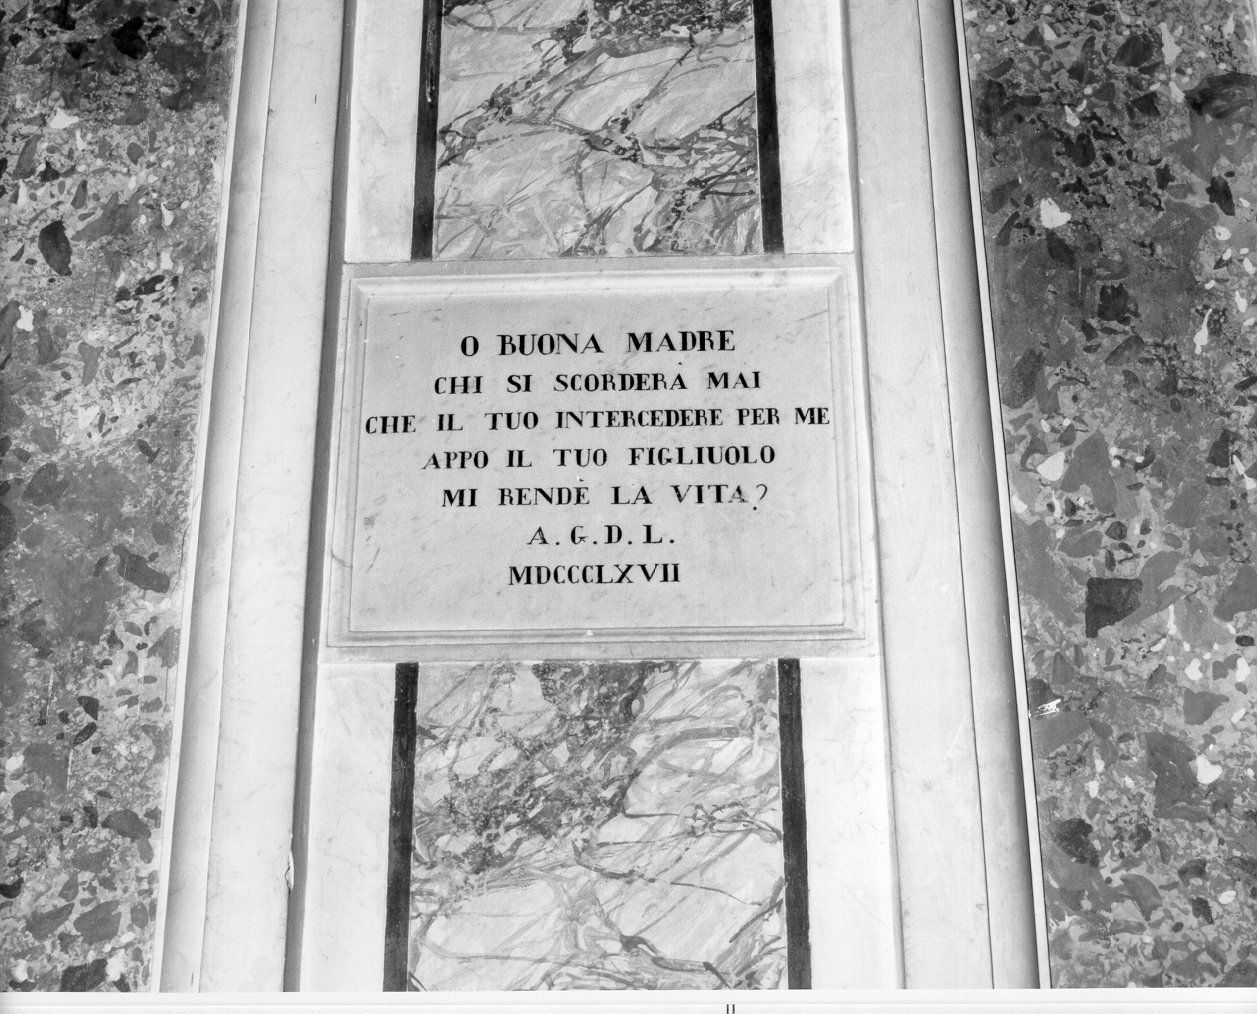 O BUONA MADRE
CHI SI SCORDERA MAI
CHE IL TUO INTERCEDERE PER ME
APPO IL TUO FIGLIUOLO
MI RENDE LA VITA?
A.G.D.L.
MDCCCLXVII